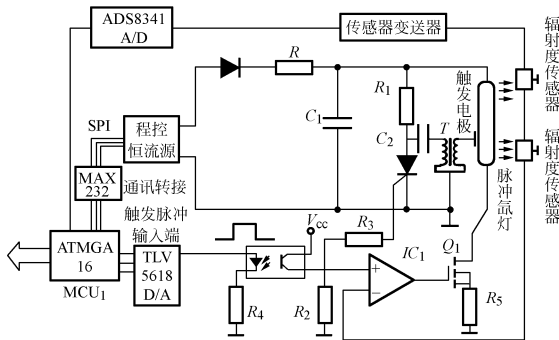 ADS8341
A/D
传感器变送器
辐射度传感器
R
R1
触发电极
C1
C2
T
SPI
程控
恒流源
MAX
232
通讯转接
触发脉冲
输入端
Vcc
R3
脉冲氙灯
辐射度传感器
ATMGA
16
MCU1
TLV
5618
D/A
R4
R2
+
IC1
−
Q1
R5